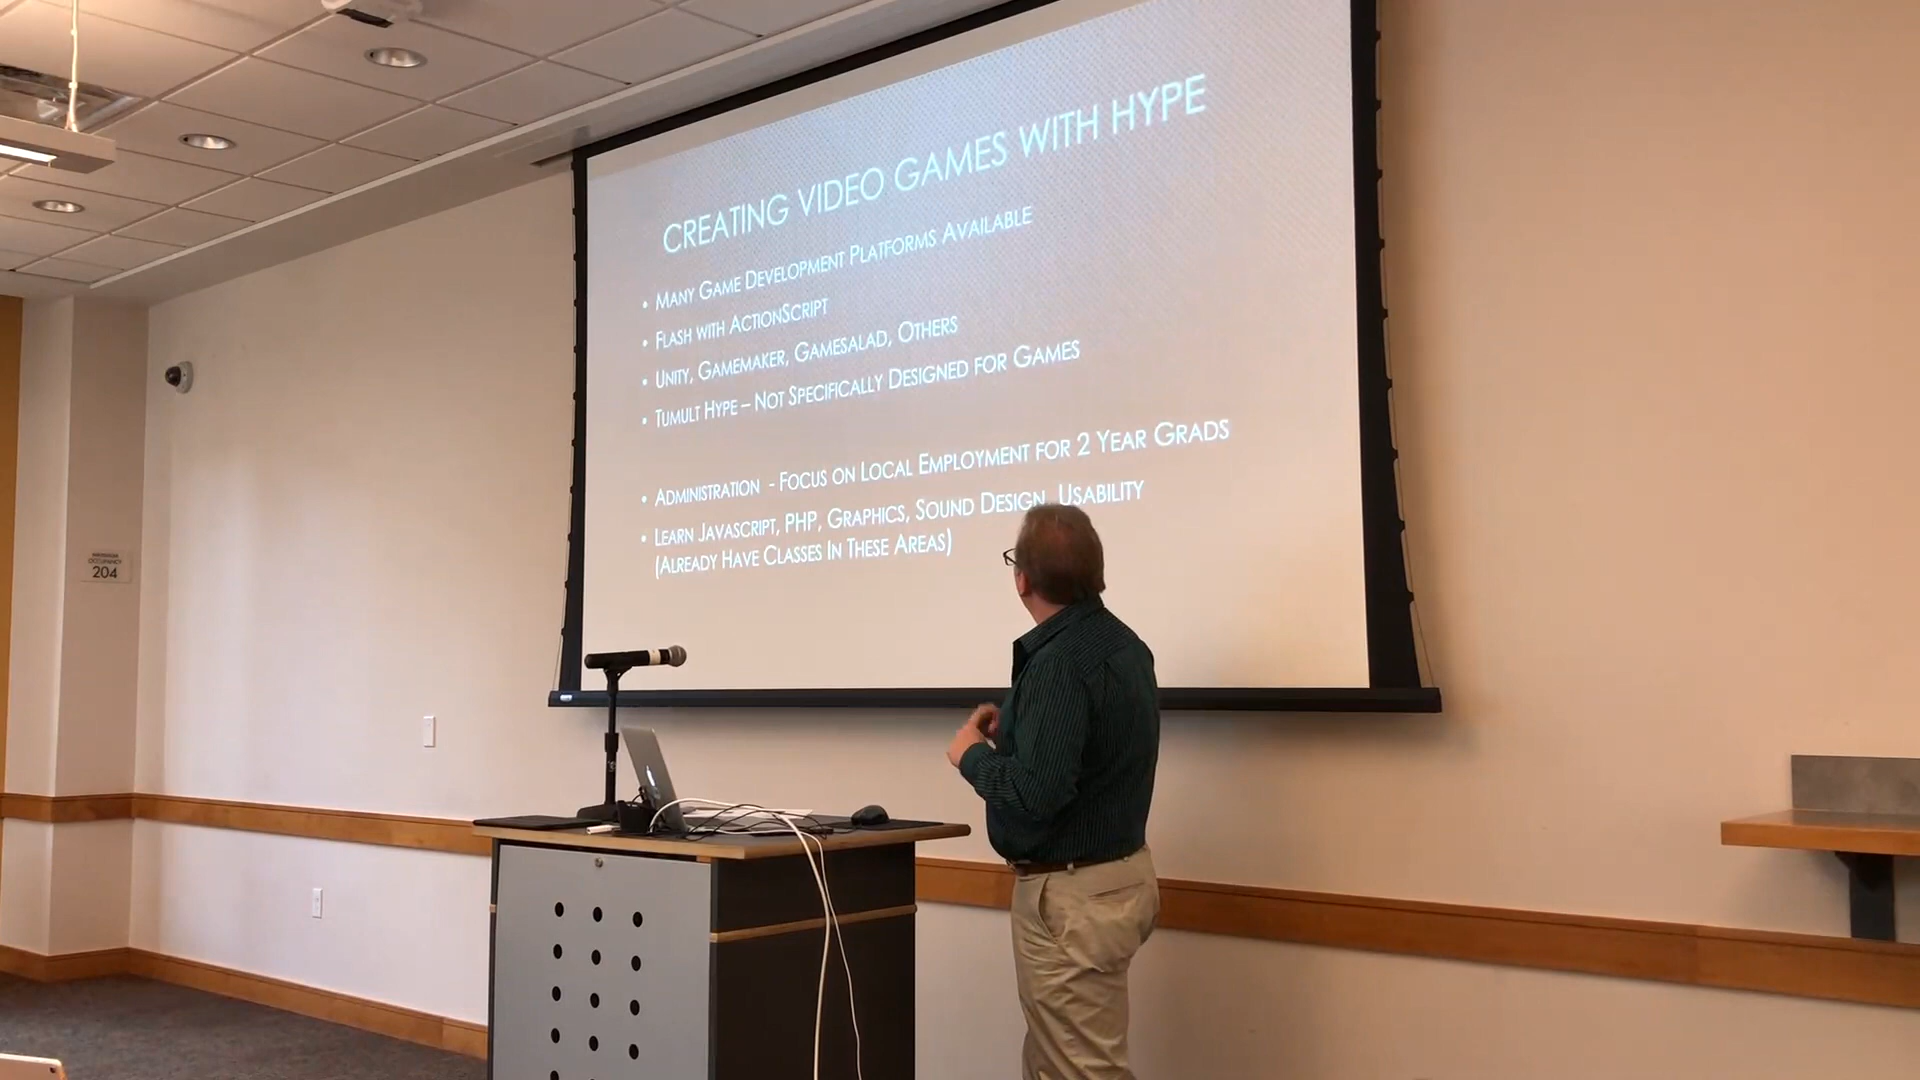 CREATING VIDEO GAMES WITH HYPE
• MANY GAME DEVELOPMENT PLATFORMS AVAILABLE
• FLASH WITH ACTIONSCRIPT
• UNITY, GAMEMAKER, GAMESALAD, OTHERS
• TUMULT HYPE – NOT SPECIFICALLY DESIGNED FOR GAMES
• ADMINISTRATION - FOCUS ON LOCAL EMPLOYMENT FOR 2 YEAR GRADS
• LEARN JAVASCRIPT, PHP, GRAPHICS, SOUND DESIGN, USABILITY
(ALREADY HAVE CLASSES IN THESE AREAS)
MAXIMUM
OCCUPANCY
204